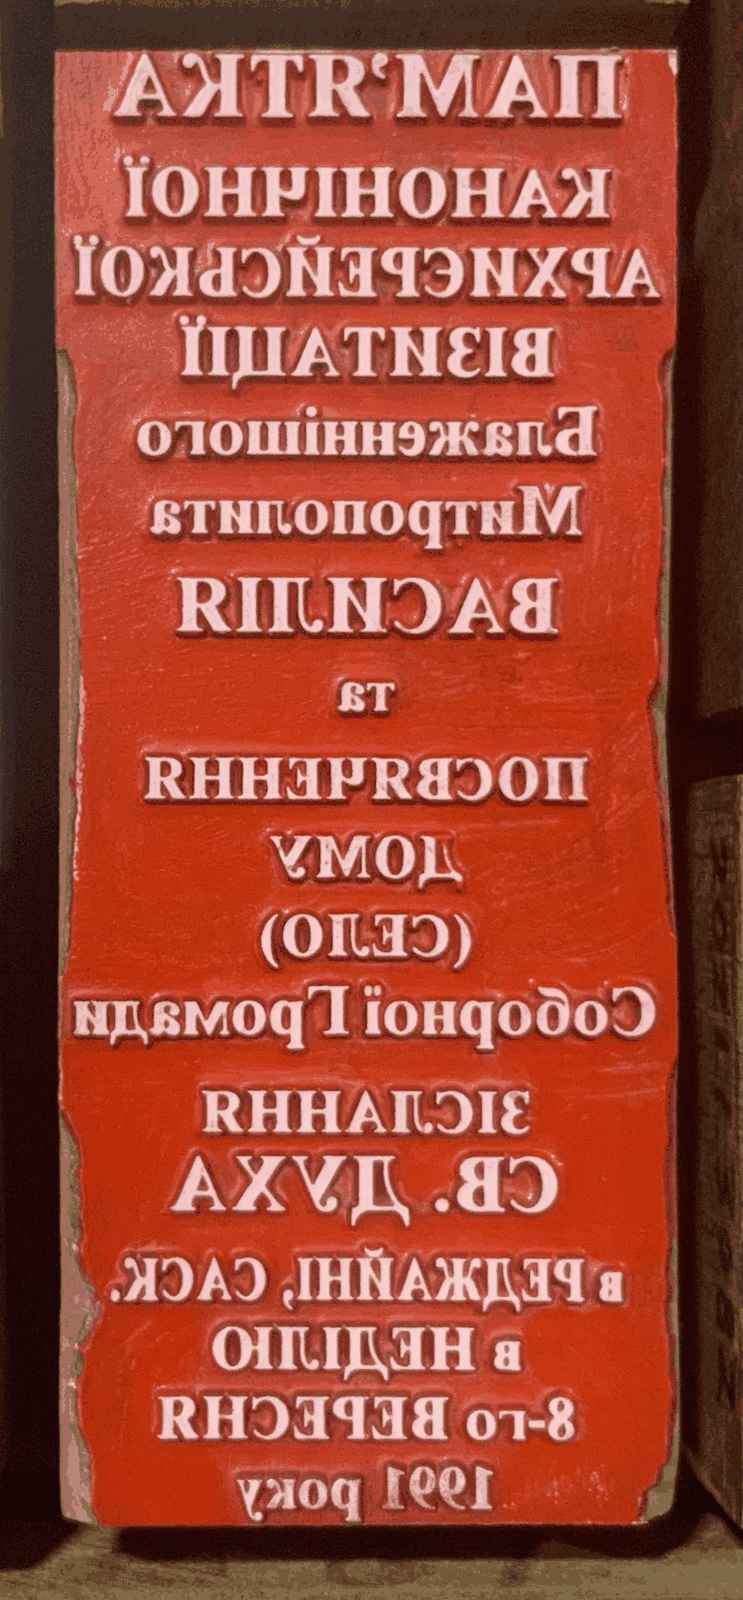 ПАМ'ЯТКА
КАНОНІЧНОЇ
АРХИЄРЕЙСЬКОЇ
ВІЗИТАЦІЇ
Блаженнішого
Митрополита
ВАСИЛІЯ
та
ПОСВЯЧЕННЯ
ДОМУ
(СЕЛО)
Соборної Громади
ЗІСЛАННЯ
СВ. ДУХА
в РЕДЖАЙНІ, САСК.
в НЕДІЛЮ
8-го ВЕРЕСНЯ
1991 року